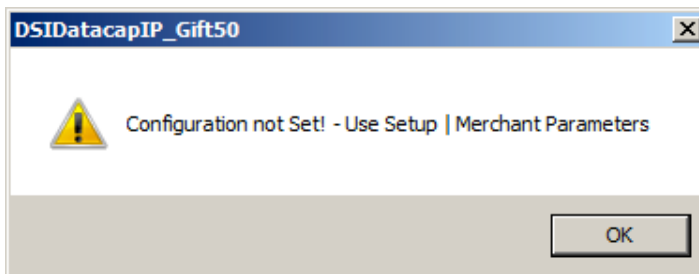 DSIDatacapIP_Gift50
Configuration not Set! - Use Setup | Merchant Parameters
OK